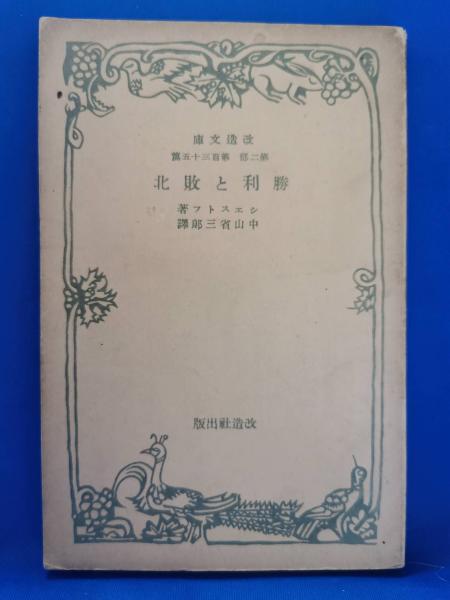 改造文庫
第二部 第百三十五篇
勝利と敗北
シエストフ著
中山省三郎譯
改造社出版